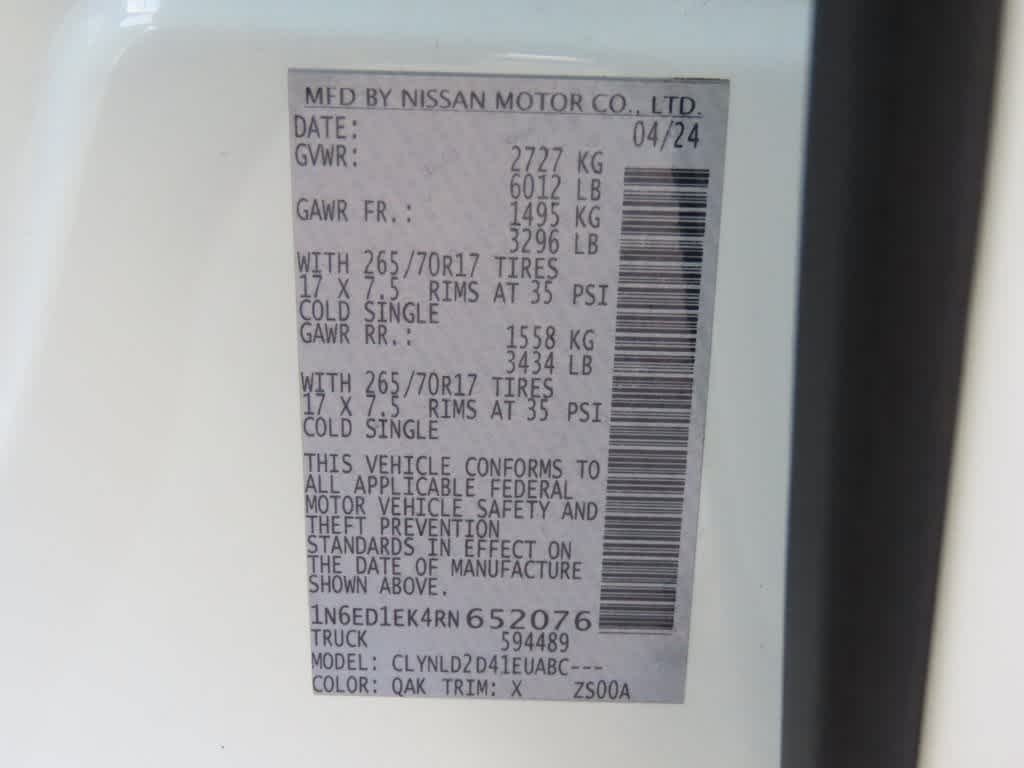 MFD BY NISSAN MOTOR CO., LTD.
DATE: 04/24
GVWR: 2727 KG
6012 LB
GAWR FR.: 1495 KG
3296 LB
WITH 265/70R17 TIRES
17 X 7.5 RIMS AT 35 PSI
COLD SINGLE
GAWR RR.: 1558 KG
3434 LB
WITH 265/70R17 TIRES
17 X 7.5 RIMS AT 35 PSI
COLD SINGLE
THIS VEHICLE CONFORMS TO
ALL APPLICABLE FEDERAL
MOTOR VEHICLE SAFETY AND
THEFT PREVENTION
STANDARDS IN EFFECT ON
THE DATE OF MANUFACTURE
SHOWN ABOVE.
1N6ED1EK4RN652076
TRUCK 594489
MODEL: CLYNLD2D41EUABC---
COLOR: QAK TRIM: X ZS00A